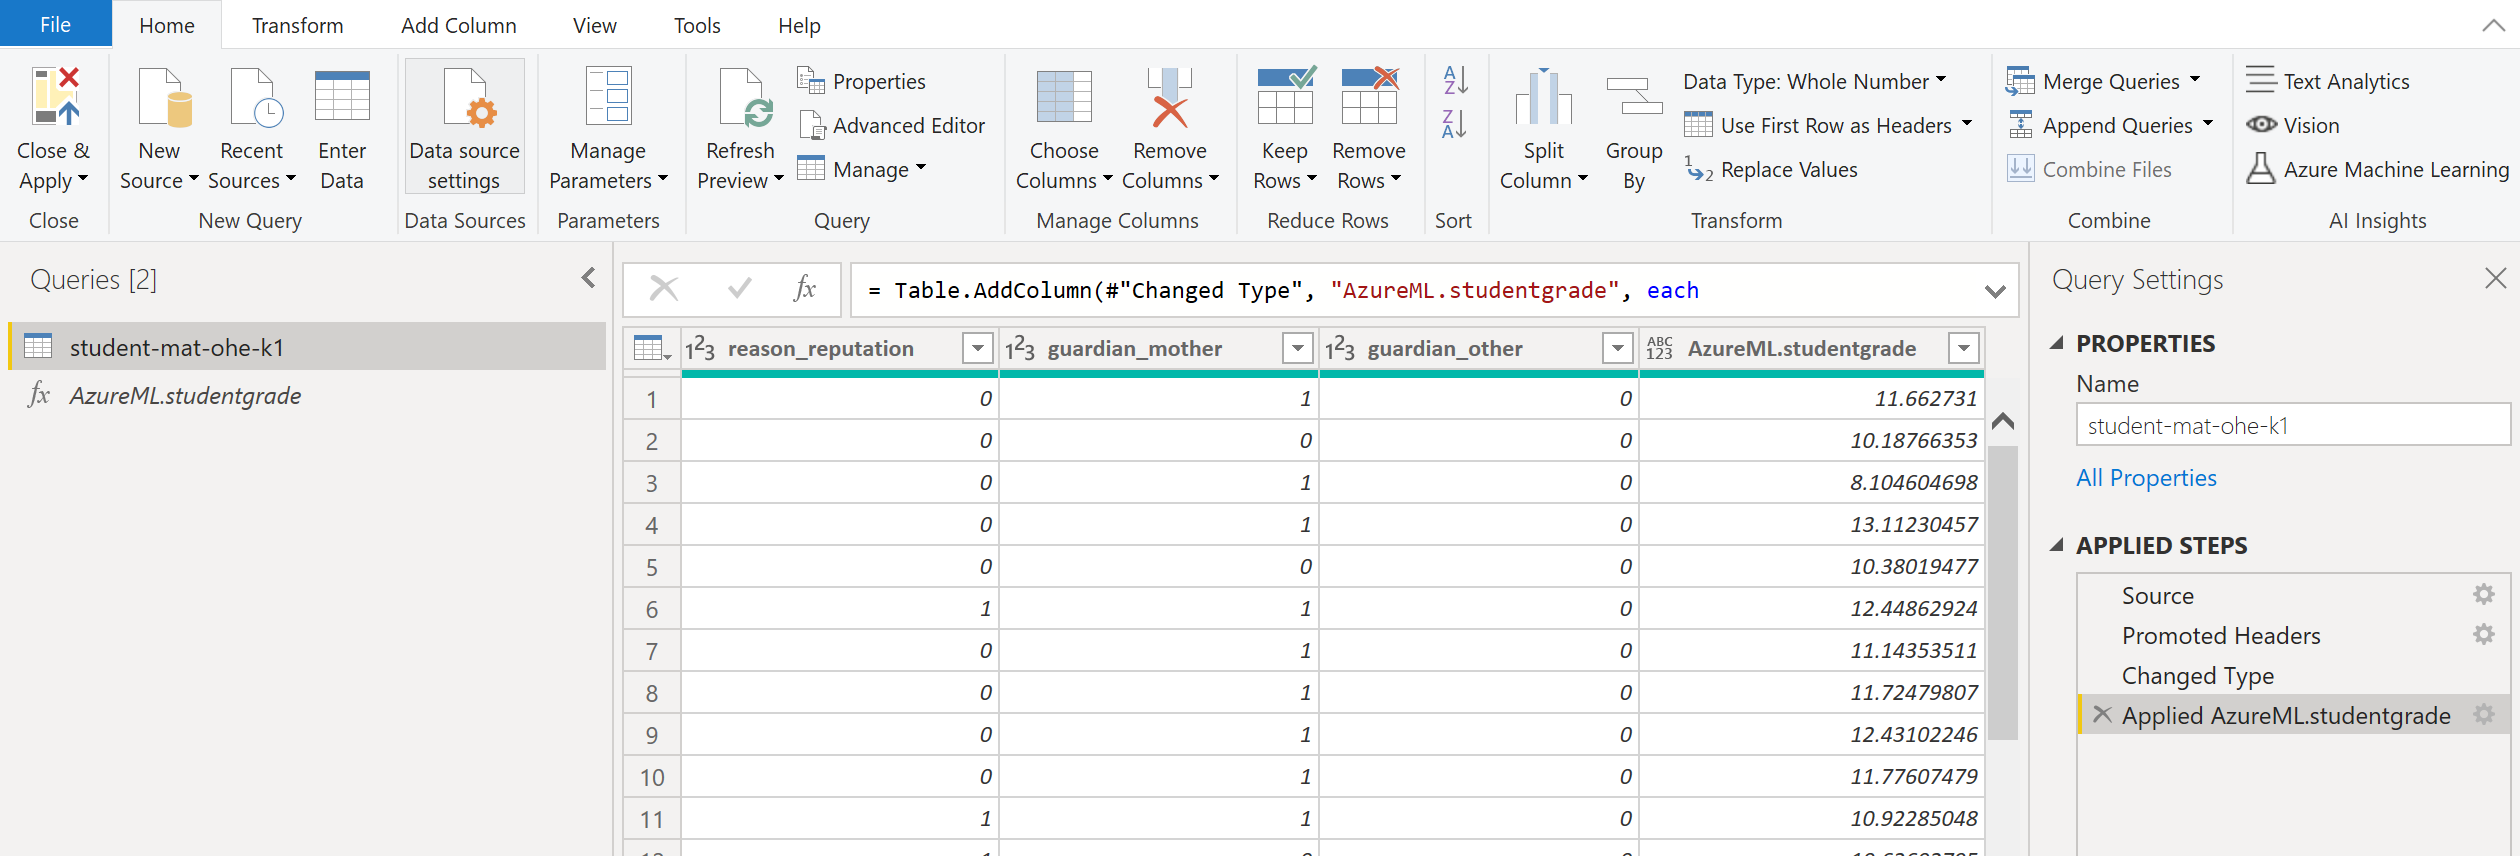 File Home Transform Add Column View Tools Help
Close & Apply
New Source
Recent Sources
Enter Data
Data source settings
Manage Parameters
Refresh Preview
Properties
Advanced Editor
Manage
Choose Columns
Remove Columns
Keep Rows
Remove Rows
A
Z
Z
A
Split Column
Group By
Data Type: Whole Number
Use First Row as Headers
1
2
Replace Values
Merge Queries
Append Queries
Combine Files
Text Analytics
Vision
Azure Machine Learning
Close New Query Data Sources Parameters Query Manage Columns Reduce Rows Sort Transform Combine AI Insights
Queries [2]
student-mat-ohe-k1
fx AzureML.studentgrade
fx = Table.AddColumn(#"Changed Type", "AzureML.studentgrade", each
123 reason_reputation 123 guardian_mother 123 guardian_other ABC 123 AzureML.studentgrade
1 0 1 0 11.662731
2 0 0 0 10.18766353
3 0 1 0 8.104604698
4 0 1 0 13.11230457
5 0 0 0 10.38019477
6 1 1 0 12.44862924
7 0 1 0 11.14353511
8 0 1 0 11.72479807
9 0 1 0 12.43102246
10 0 1 0 11.77607479
11 1 1 0 10.92285048
Query Settings
PROPERTIES
Name
student-mat-ohe-k1
All Properties
APPLIED STEPS
Source
Promoted Headers
Changed Type
Applied AzureML.studentgrade